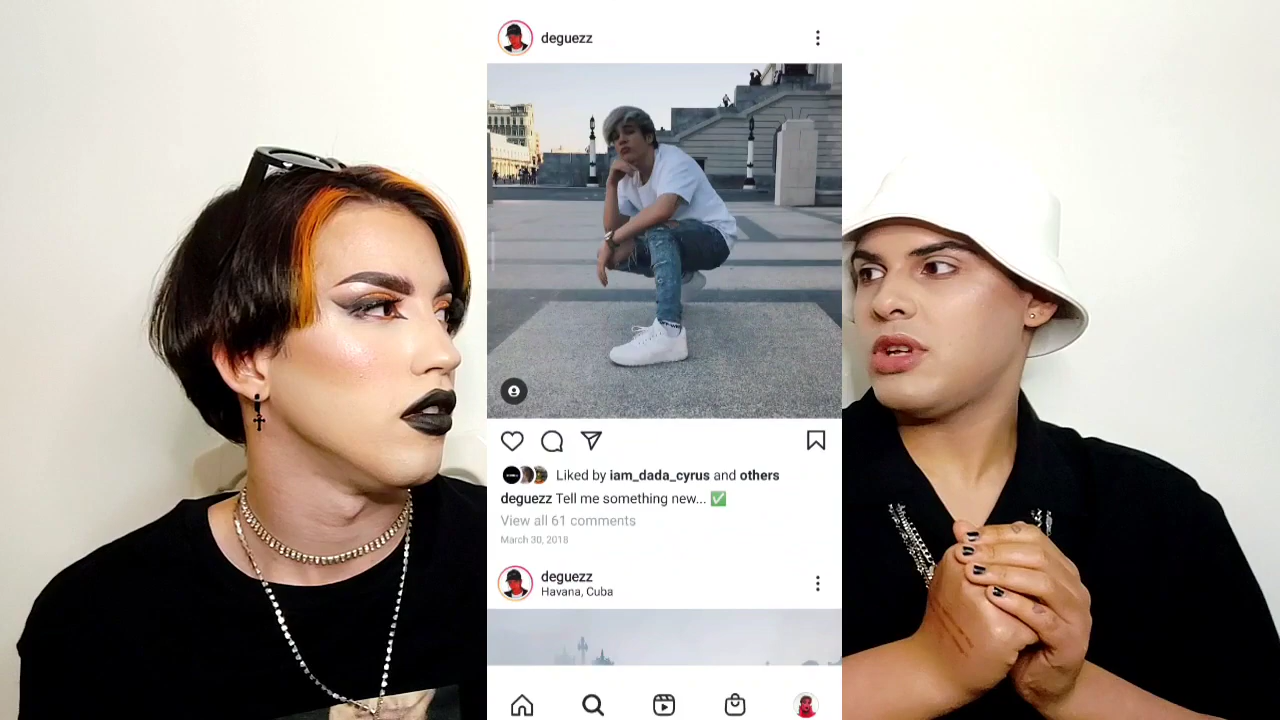 deguezz
Liked by iam_dada_cyrus and others
deguezz Tell me something new... ✅
View all 61 comments
March 30, 2018
deguezz
Havana, Cuba